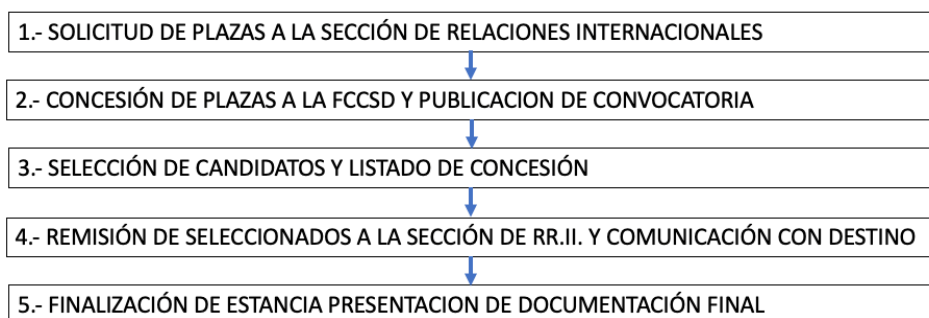 1.- SOLICITUD DE PLAZAS A LA SECCIÓN DE RELACIONES INTERNACIONALES
2.- CONCESIÓN DE PLAZAS A LA FCCSD Y PUBLICACION DE CONVOCATORIA
3.- SELECCIÓN DE CANDIDATOS Y LISTADO DE CONCESIÓN
4.- REMISIÓN DE SELECCIONADOS A LA SECCIÓN DE RR.II. Y COMUNICACIÓN CON DESTINO
5.- FINALIZACIÓN DE ESTANCIA PRESENTACION DE DOCUMENTACIÓN FINAL